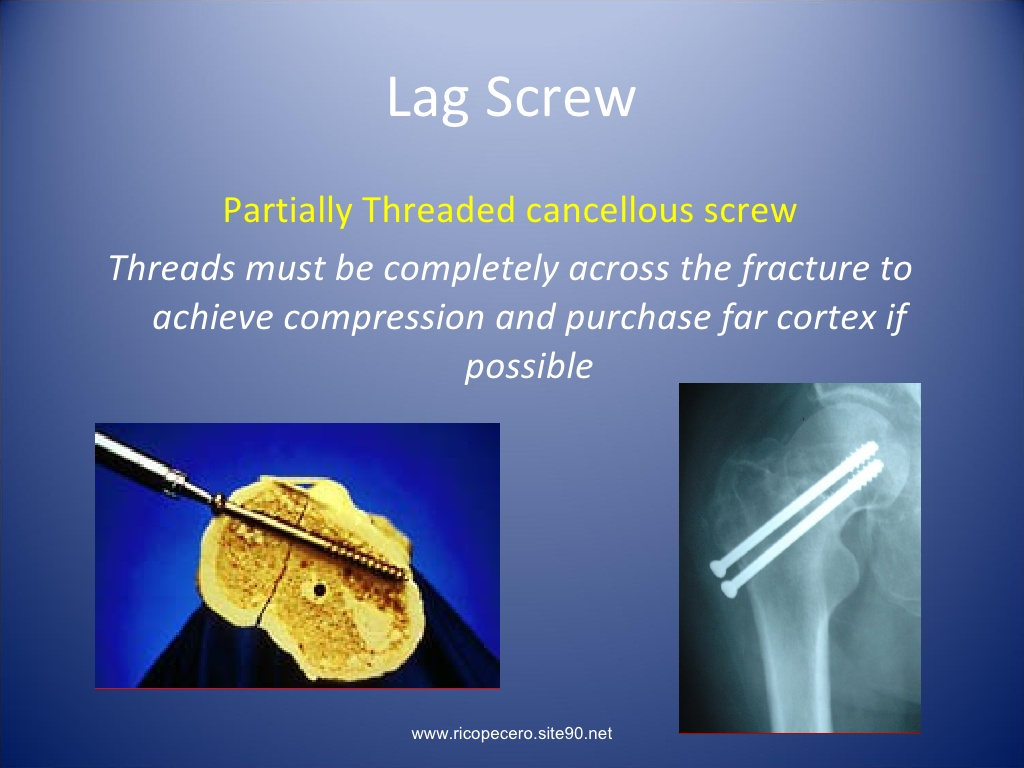 Lag Screw
Partially Threaded cancellous screw
Threads must be completely across the fracture to
achieve compression and purchase far cortex if
possible
www.ricopecero.site90.net